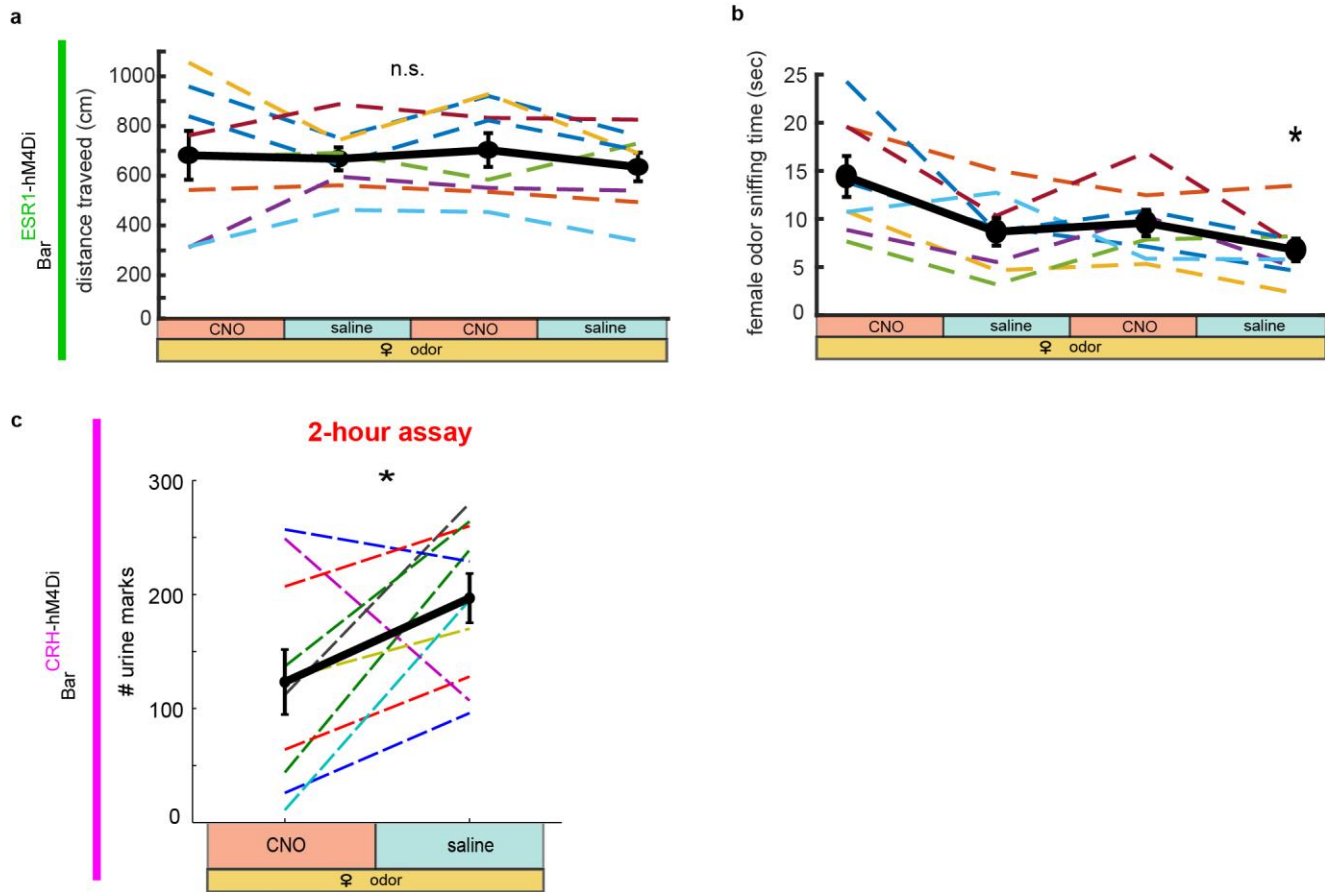 a
Bar ESR1-hM4Di
distance traveed (cm)
1000
800
600
400
200
0
n.s.
CNO saline CNO saline
♀ odor
b
female odor sniffing time (sec)
25
20
15
10
5
0
*
CNO saline CNO saline
♀ odor
c
Bar CRH-hM4Di
2-hour assay
*
# urine marks
300
200
100
0
CNO saline
♀ odor